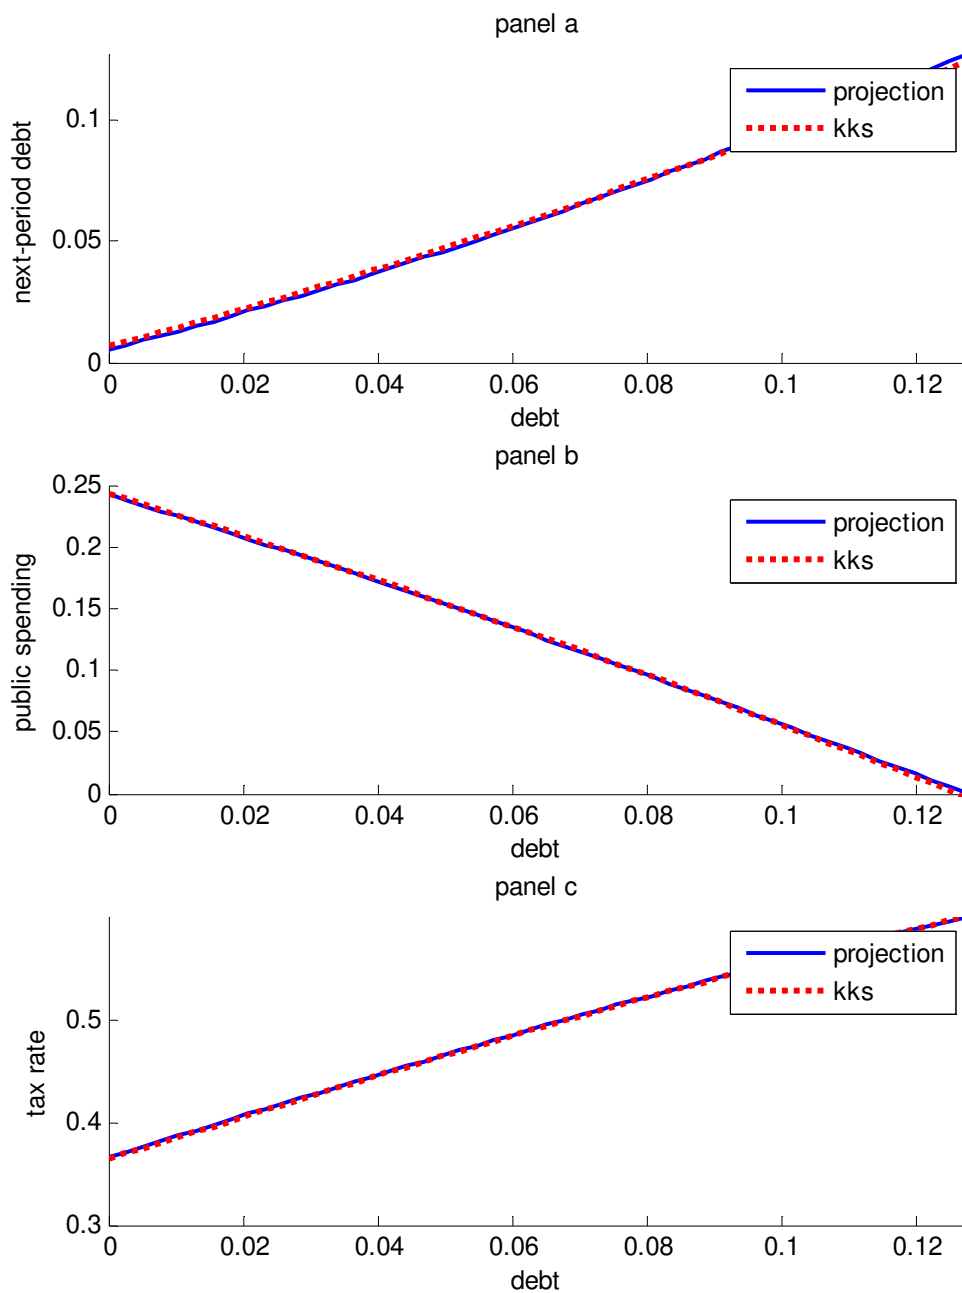 panel a
projection
kks
next-period debt
0.1
0.05
0
0 0.02 0.04 0.06 0.08 0.1 0.12
debt
panel b
projection
kks
public spending
0.25
0.2
0.15
0.1
0.05
0
0 0.02 0.04 0.06 0.08 0.1 0.12
debt
panel c
projection
kks
tax rate
0.5
0.4
0.3
0 0.02 0.04 0.06 0.08 0.1 0.12
debt